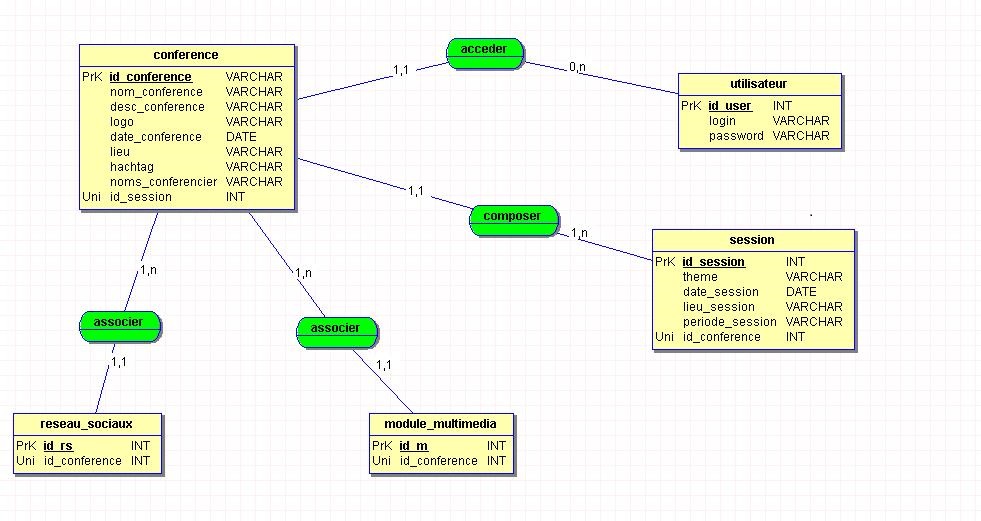 acceder
1,1
0,n
conference
PrK id_conference VARCHAR
nom_conference VARCHAR
desc_conference VARCHAR
logo VARCHAR
date_conference DATE
lieu VARCHAR
hachtag VARCHAR
noms_conferencier VARCHAR
Uni id_session INT
utilisateur
PrK id_user INT
login VARCHAR
password VARCHAR
1,1
composer
1,n
session
PrK id_session INT
theme VARCHAR
date_session DATE
lieu_session VARCHAR
periode_session VARCHAR
Uni id_conference INT
1,n
associer
1,1
1,n
associer
1,1
reseau_sociaux
PrK id_rs INT
Uni id_conference INT
module_multimedia
PrK id_m INT
Uni id_conference INT